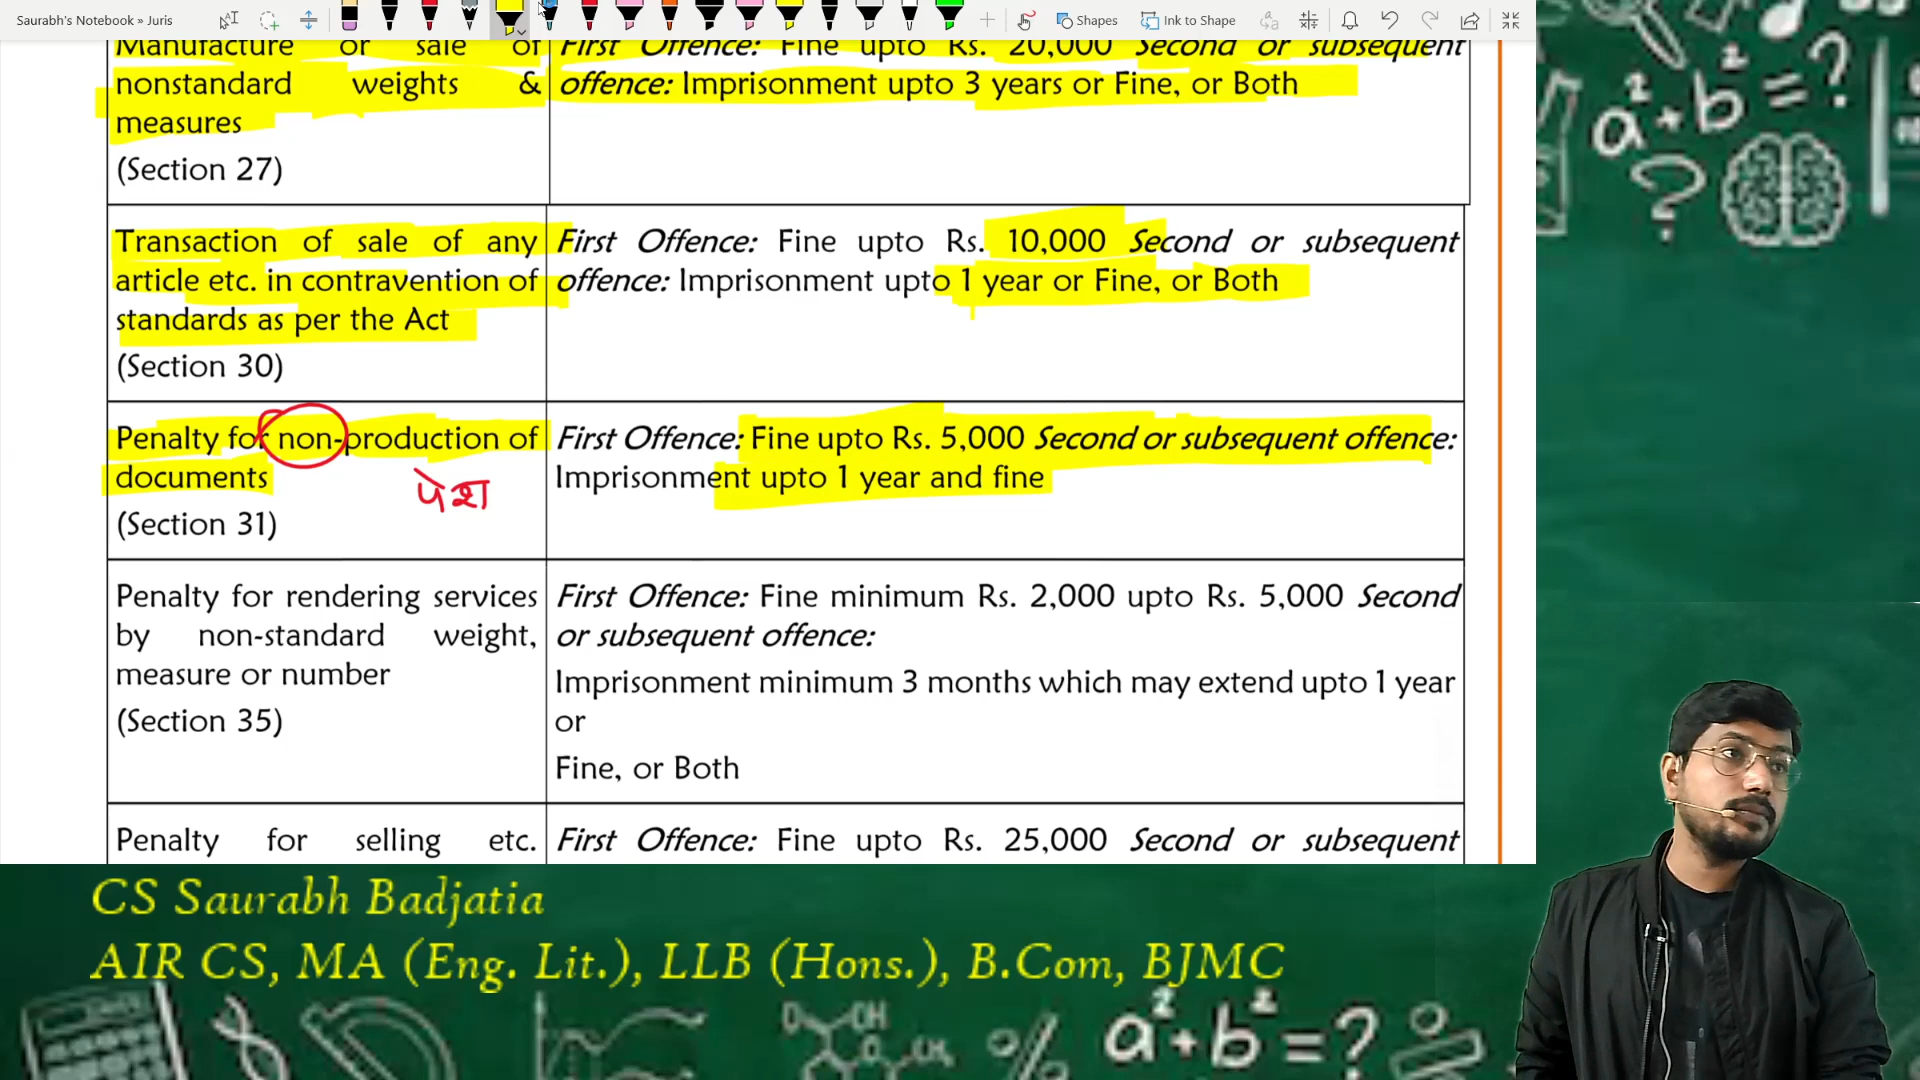 Saurabh's Notebook » Juris
Shapes
Ink to Shape
Manufacture or sale of
nonstandard weights &
measures
(Section 27)
First Offence: Fine upto Rs. 20,000 Second or subsequent
offence: Imprisonment upto 3 years or Fine, or Both
Transaction of sale of any
article etc. in contravention of
standards as per the Act
(Section 30)
First Offence: Fine upto Rs. 10,000 Second or subsequent
offence: Imprisonment upto 1 year or Fine, or Both
Penalty for non-production of
documents
पेश
(Section 31)
First Offence: Fine upto Rs. 5,000 Second or subsequent offence:
Imprisonment upto 1 year and fine
Penalty for rendering services
by non-standard weight,
measure or number
(Section 35)
First Offence: Fine minimum Rs. 2,000 upto Rs. 5,000 Second
or subsequent offence:
Imprisonment minimum 3 months which may extend upto 1 year
or
Fine, or Both
Penalty for selling etc.
First Offence: Fine upto Rs. 25,000 Second or subsequent
CS Saurabh Badjatia
AIR CS, MA (Eng. Lit.), LLB (Hons.), B.Com, BJMC
a²+b²=?
a²+b²=?